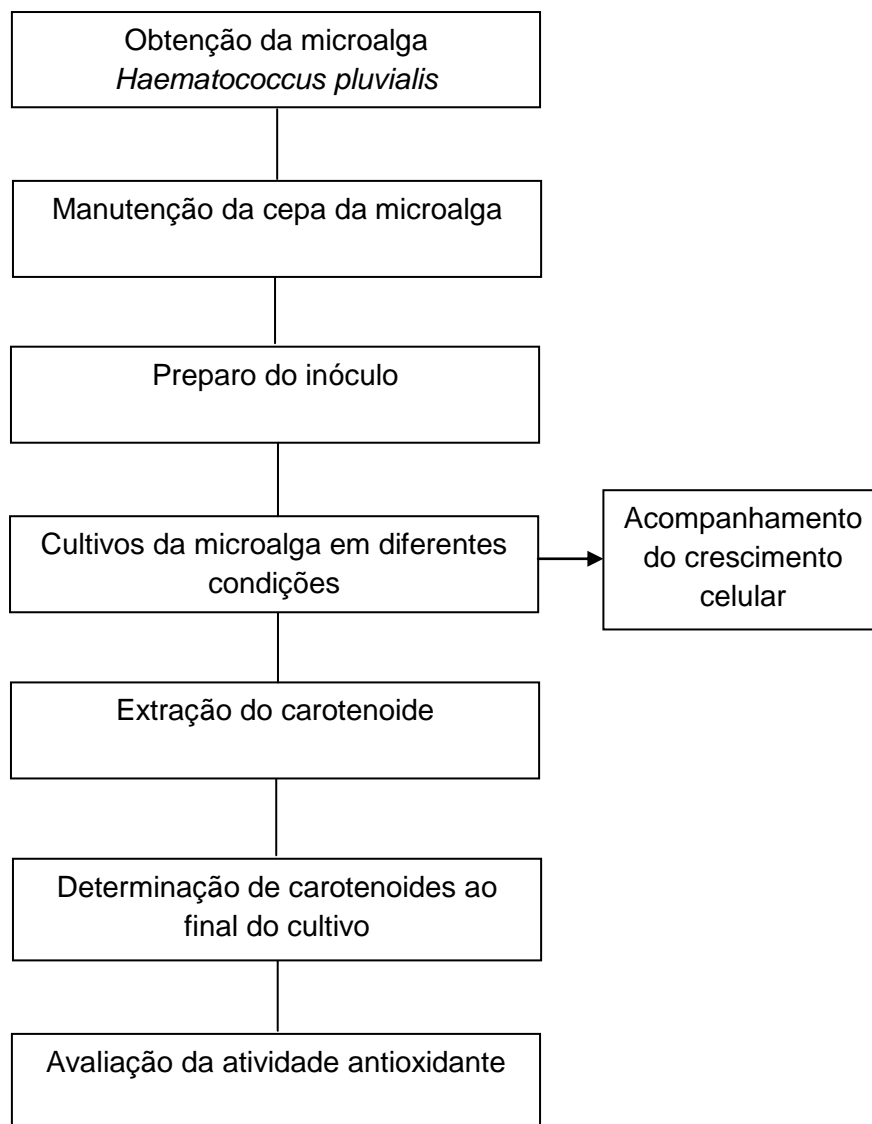 Obtenção da microalga
Haematococcus pluvialis
Manutenção da cepa da microalga
Preparo do inóculo
Cultivos da microalga em diferentes
condições
Acompanhamento
do crescimento
celular
Extração do carotenoide
Determinação de carotenoides ao
final do cultivo
Avaliação da atividade antioxidante